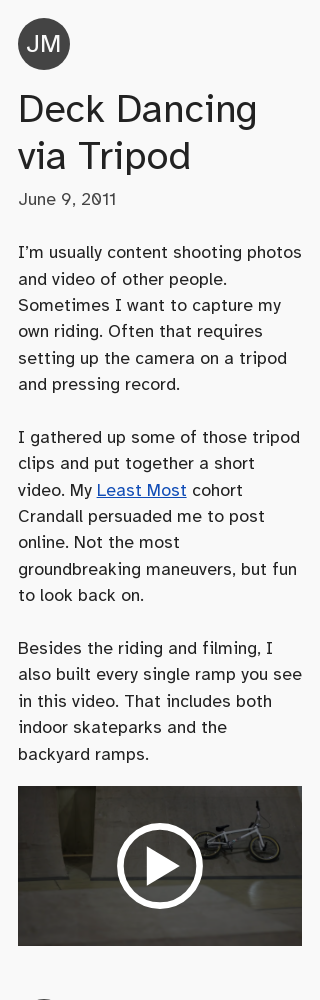 JM
Deck Dancing
via Tripod
June 9, 2011
I’m usually content shooting photos
and video of other people.
Sometimes I want to capture my
own riding. Often that requires
setting up the camera on a tripod
and pressing record.
I gathered up some of those tripod
clips and put together a short
video. My Least Most cohort
Crandall persuaded me to post
online. Not the most
groundbreaking maneuvers, but fun
to look back on.
Besides the riding and filming, I
also built every single ramp you see
in this video. That includes both
indoor skateparks and the
backyard ramps.